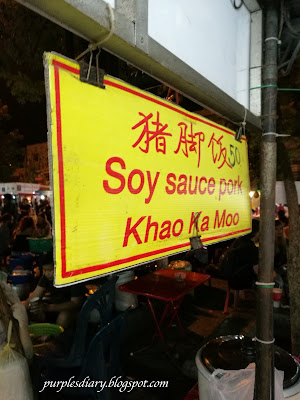 猪脚饭50
Soy sauce pork
Khao Ka Moo
purplesdiary.blogspot.com